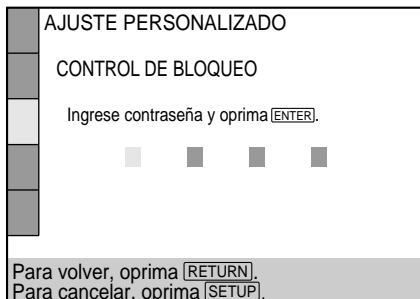 AJUSTE PERSONALIZADO
CONTROL DE BLOQUEO
Ingrese contraseña y oprima ENTER.
Para volver, oprima RETURN.
Para cancelar, oprima SETUP.